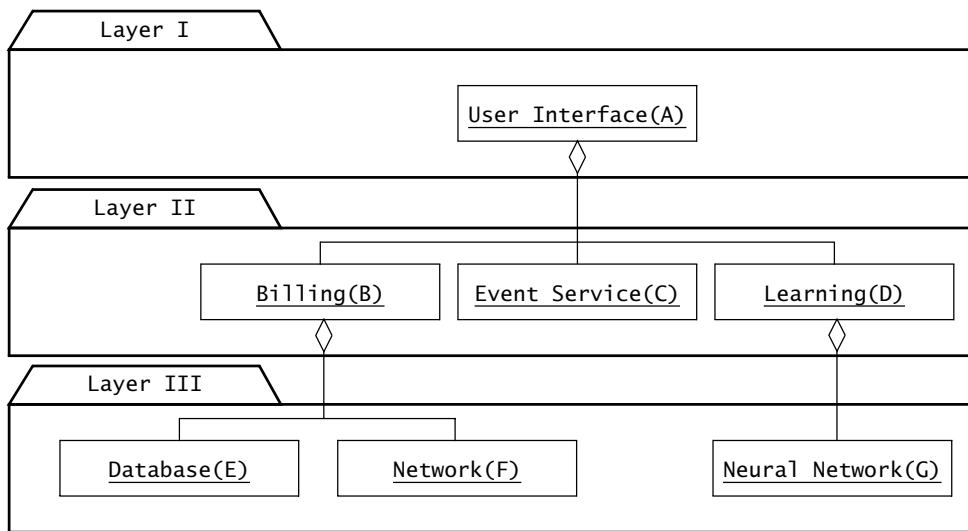 Layer I
User Interface(A)
Layer II
Billing(B)
Event Service(C)
Learning(D)
Layer III
Database(E)
Network(F)
Neural Network(G)